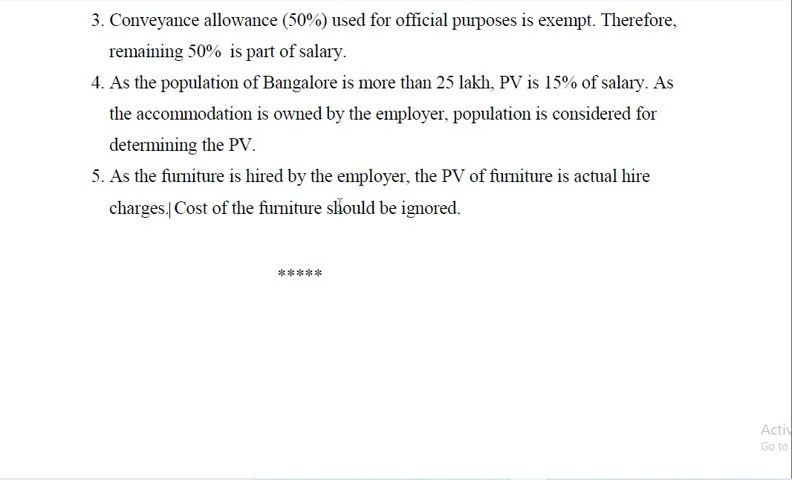 3. Conveyance allowance (50%) used for official purposes is exempt. Therefore,
remaining 50% is part of salary.
4. As the population of Bangalore is more than 25 lakh, PV is 15% of salary. As
the accommodation is owned by the employer, population is considered for
determining the PV.
5. As the furniture is hired by the employer, the PV of furniture is actual hire
charges. Cost of the furniture should be ignored.
*****
Activ
Go to